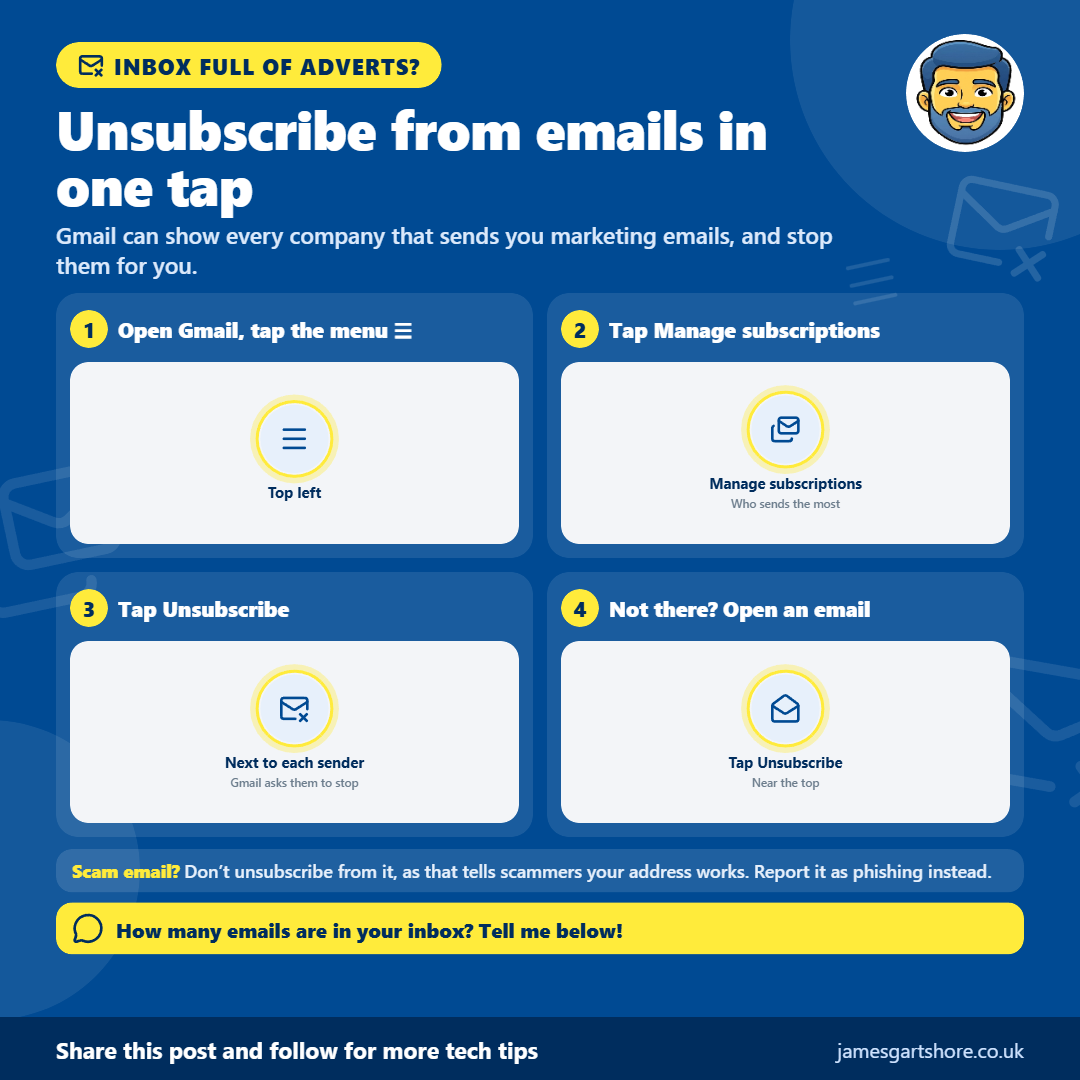 INBOX FULL OF ADVERTS?
Unsubscribe from emails in
one tap
Gmail can show every company that sends you marketing emails, and stop
them for you.
1 Open Gmail, tap the menu ☰
Top left
2 Tap Manage subscriptions
Manage subscriptions
Who sends the most
3 Tap Unsubscribe
Next to each sender
Gmail asks them to stop
4 Not there? Open an email
Tap Unsubscribe
Near the top
Scam email? Don’t unsubscribe from it, as that tells scammers your address works. Report it as phishing instead.
How many emails are in your inbox? Tell me below!
Share this post and follow for more tech tips
jamesgartshore.co.uk